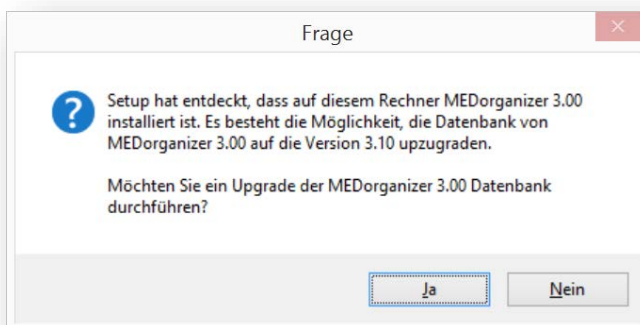 Frage
Setup hat entdeckt, dass auf diesem Rechner MEDorganizer 3.00
installiert ist. Es besteht die Möglichkeit, die Datenbank von
MEDorganizer 3.00 auf die Version 3.10 upzugraden.
Möchten Sie ein Upgrade der MEDorganizer 3.00 Datenbank
durchführen?
Ja
Nein